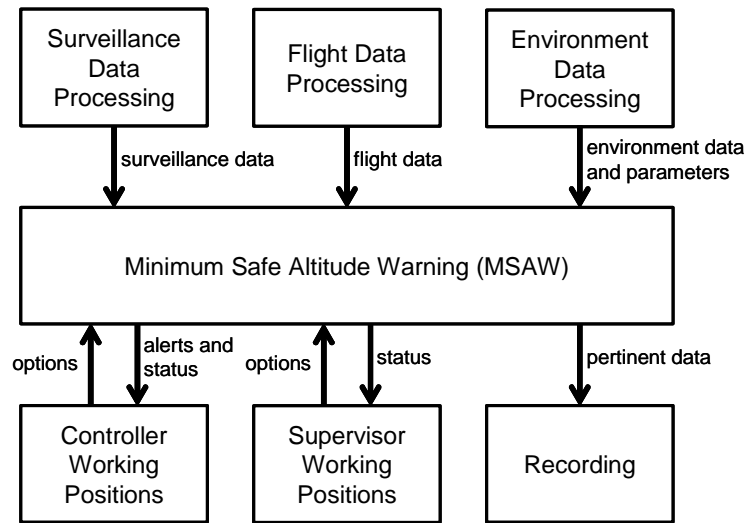 Surveillance
Data
Processing
Flight Data
Processing
Environment
Data
Processing
surveillance data
flight data
environment data
and parameters
Minimum Safe Altitude Warning (MSAW)
options
alerts and
status
options
status
pertinent data
Controller
Working
Positions
Supervisor
Working
Positions
Recording